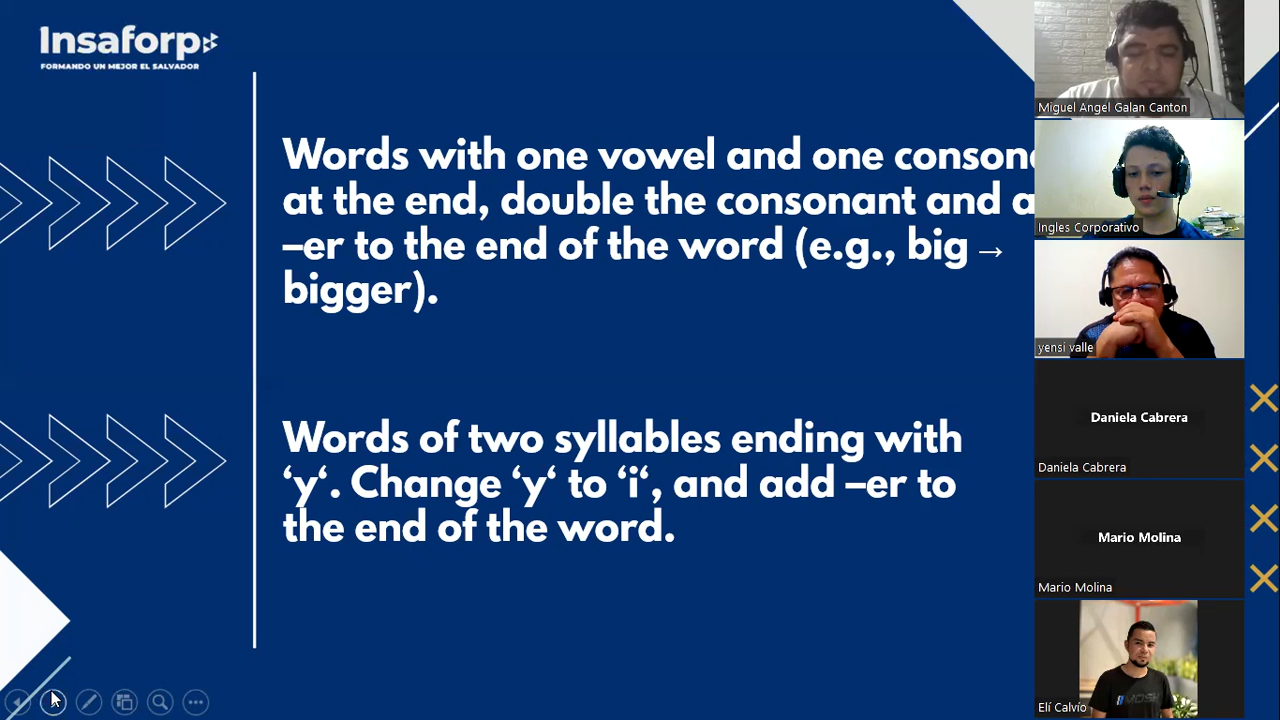 Insaforp
FORMANDO UN MEJOR EL SALVADOR
Words with one vowel and one
at the end, double the consonant and
–er to the end of the word (e.g., big →
bigger).
Words of two syllables ending with
‘y‘. Change ‘y‘ to ‘i‘, and add –er to
the end of the word.
Miguel Angel Galan Canton
Ingles Corporativo
yensi valle
Daniela Cabrera
Daniela Cabrera
Mario Molina
Mario Molina
Elí Calvío